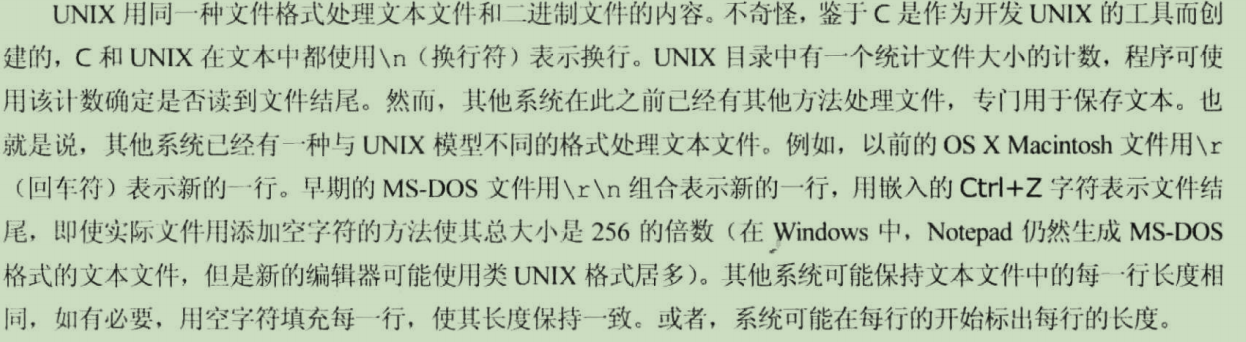 UNIX 用同一种文件格式处理文本文件和二进制文件的内容。不奇怪，鉴于 C 是作为开发 UNIX 的工具而创
建的，C 和 UNIX 在文本中都使用\n（换行符）表示换行。UNIX 目录中有一个统计文件大小的计数，程序可使
用该计数确定是否读到文件结尾。然而，其他系统在此之前已经有其他方法处理文件，专门用于保存文本。也
就是说，其他系统已经有一种与 UNIX 模型不同的格式处理文本文件。例如，以前的 OS X Macintosh 文件用\r
（回车符）表示新的一行。早期的 MS-DOS 文件用\r\n 组合表示新的一行，用嵌入的 Ctrl+Z 字符表示文件结
尾，即使实际文件用添加空字符的方法使其总大小是 256 的倍数（在 Windows 中，Notepad 仍然生成 MS-DOS
格式的文本文件，但是新的编辑器可能使用类 UNIX 格式居多）。其他系统可能保持文本文件中的每一行长度相
同，如有必要，用空字符填充每一行，使其长度保持一致。或者，系统可能在每行的开始标出每行的长度。